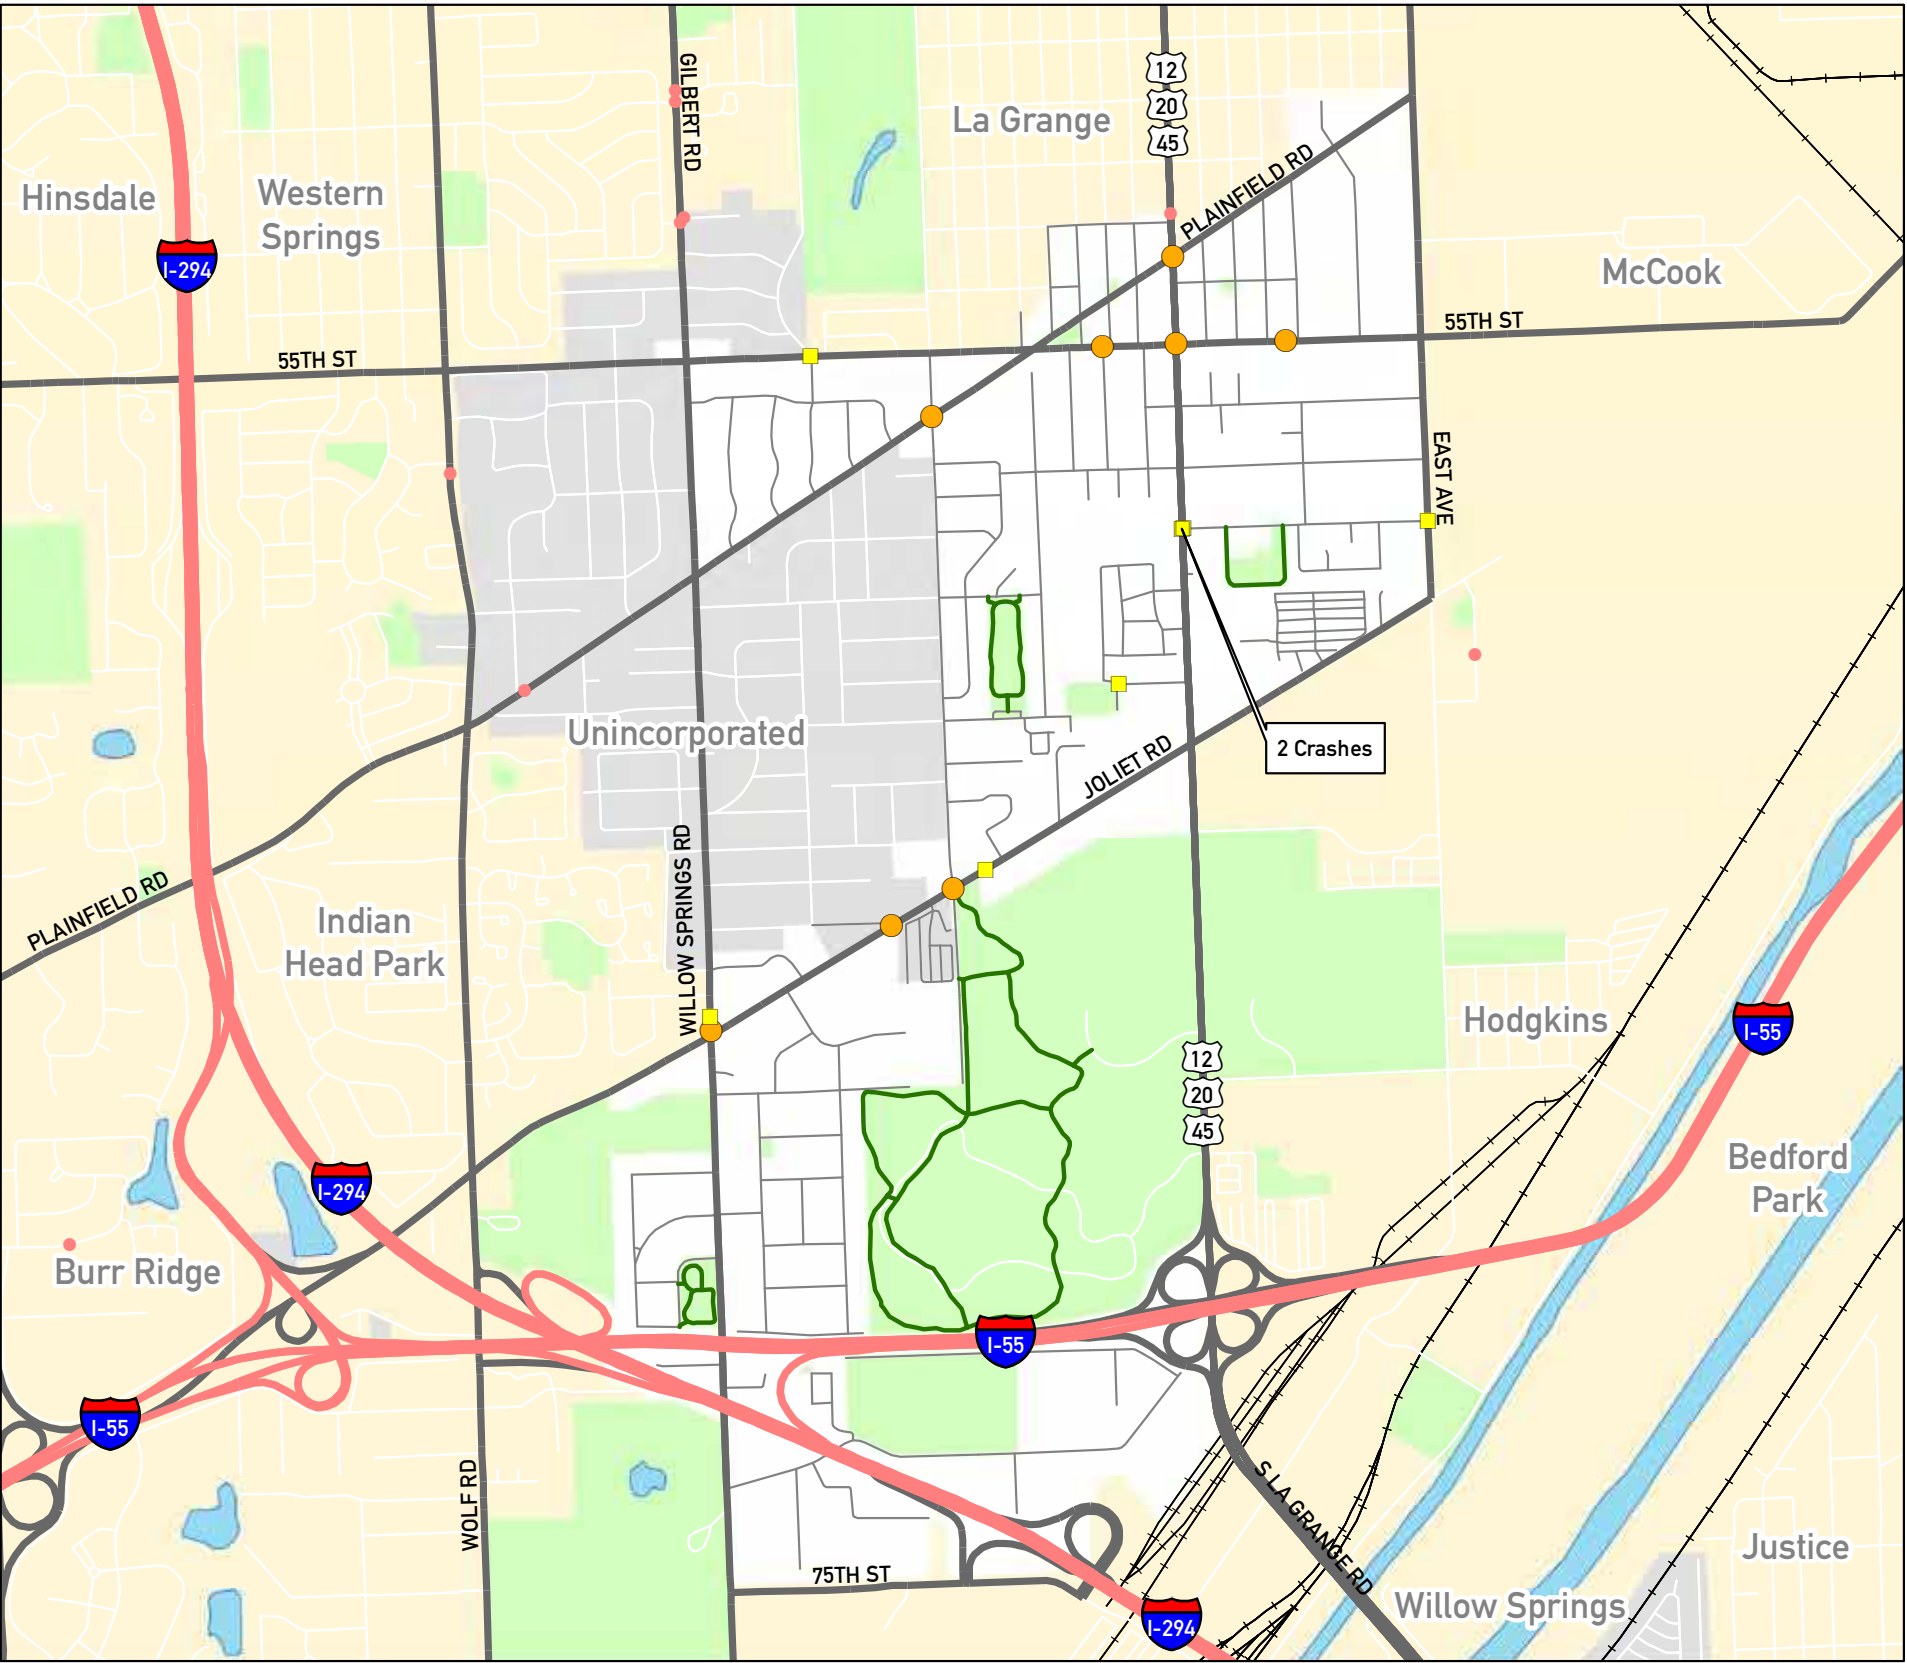 12
20
45
GILBERT RD
La Grange
Hinsdale
Western
Springs
PLAINFIELD RD
I-294
McCook
55TH ST
55TH ST
EAST AVE
Unincorporated
2 Crashes
JOLIET RD
WILLOW SPRINGS RD
PLAINFIELD RD
Indian
Head Park
Hodgkins
I-55
12
20
45
Bedford
Park
I-294
Burr Ridge
I-55
I-55
WOLF RD
S LA GRANGE RD
75TH ST
Justice
Willow Springs
I-294